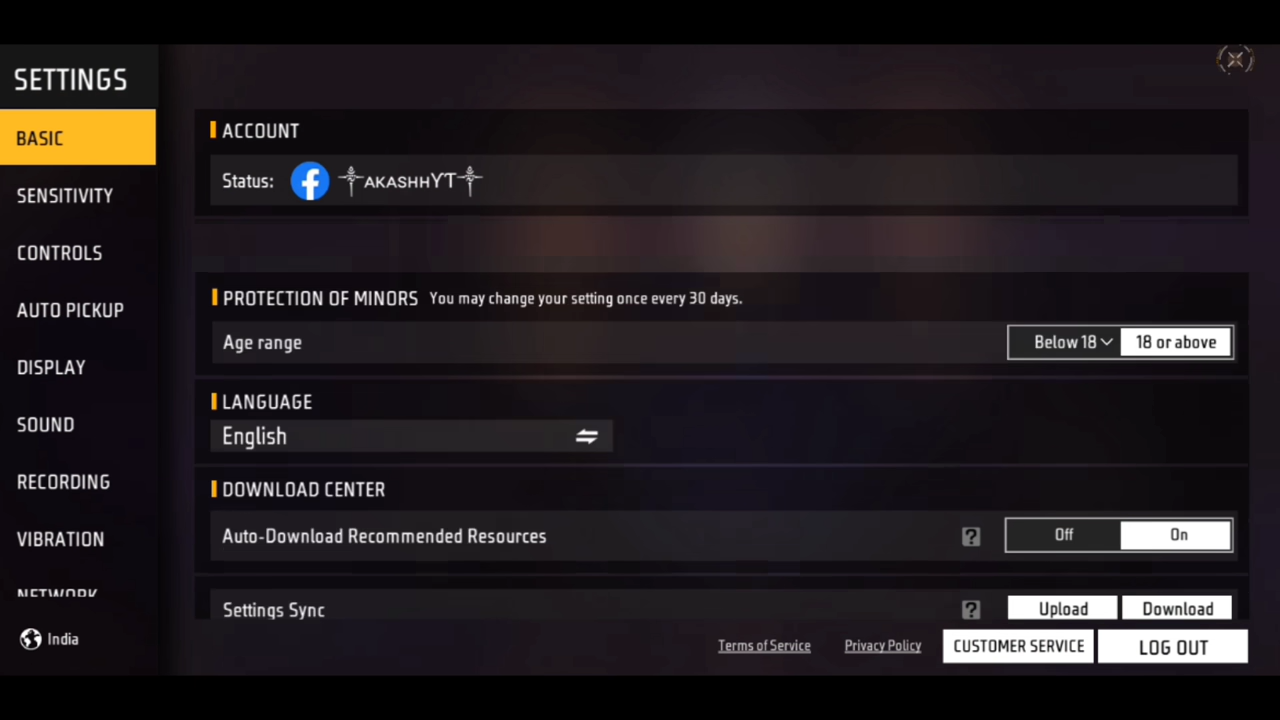 SETTINGS
BASIC
SENSITIVITY
CONTROLS
AUTO PICKUP
DISPLAY
SOUND
RECORDING
VIBRATION
NETWORK
India
ACCOUNT
Status: ༒ᴀᴋᴀsʜʜYT༒
PROTECTION OF MINORS You may change your setting once every 30 days.
Age range Below 18 18 or above
LANGUAGE
English
DOWNLOAD CENTER
Auto-Download Recommended Resources ? Off On
Settings Sync ? Upload Download
Terms of Service Privacy Policy CUSTOMER SERVICE LOG OUT